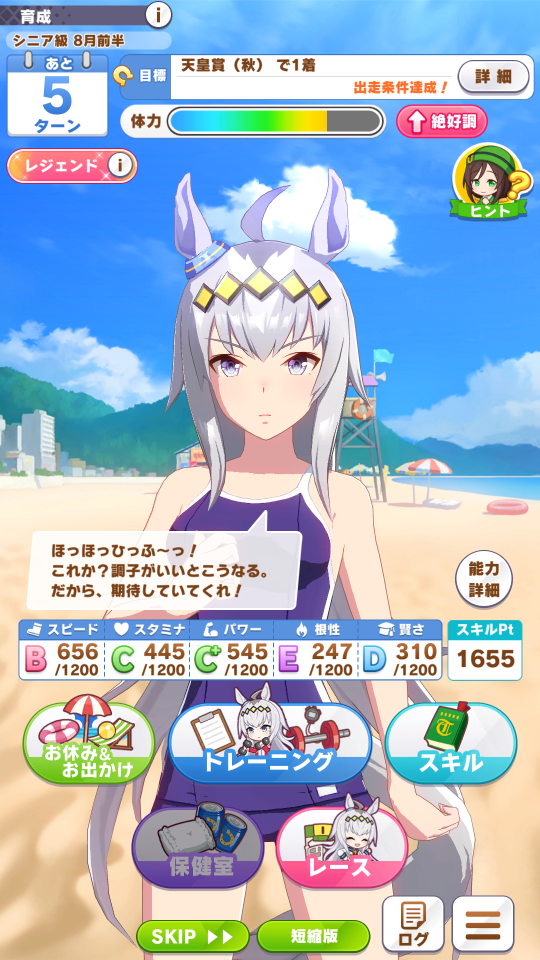 育成 i
シニア級 8月前半
あと
5
ターン
目標
天皇賞（秋） で1着
出走条件達成！
詳細
体力
絶好調
レジェンド i
ヒント
ほっほっひっふ～っ！
これか？調子がいいとこうなる。
だから、期待していてくれ！
能力
詳細
スピード スタミナ パワー 根性 賢さ スキルPt
B 656 C 445 C+ 545 E 247 D 310 1655
/1200 /1200 /1200 /1200 /1200
お休み&
お出かけ
トレーニング
スキル
保健室
レース
SKIP
短縮版
ログ